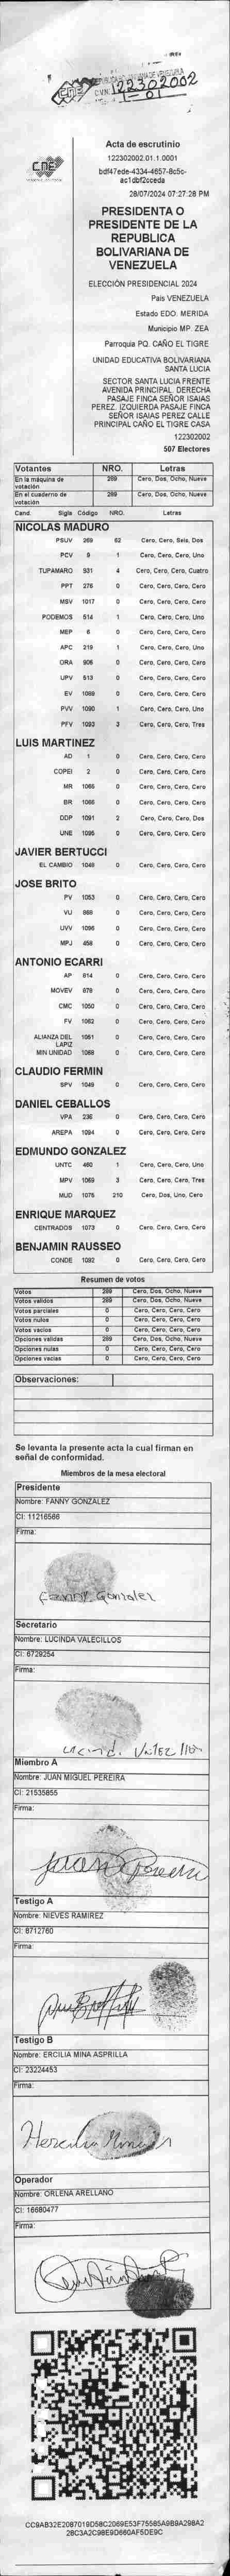 CNE
CVN: 122302002
1-01
CNE
Acta de escrutinio
122302002.01.1.0001
bdf47ede-4334-4657-8c5c-
ac1dbf2cceda
28/07/2024 07:27:28 PM
PRESIDENTA O
PRESIDENTE DE LA
REPUBLICA
BOLIVARIANA DE
VENEZUELA
ELECCIÓN PRESIDENCIAL 2024
Pais VENEZUELA
Estado EDO. MERIDA
Municipio MP. ZEA
Parroquia PQ. CAÑO EL TIGRE
UNIDAD EDUCATIVA BOLIVARIANA
SANTA LUCIA
SECTOR SANTA LUCIA FRENTE
AVENIDA PRINCIPAL. DERECHA
PASAJE FINCA SEÑOR ISAIAS
PEREZ. IZQUIERDA PASAJE FINCA
SEÑOR ISAIAS PEREZ CALLE
PRINCIPAL CAÑO EL TIGRE CASA
122302002
507 Electores
Votantes NRO. Letras
En la máquina de votación 289 Cero, Dos, Ocho, Nueve
En el cuaderno de votación 289 Cero, Dos, Ocho, Nueve
Cand. Sigla Código NRO. Letras
NICOLAS MADURO
PSUV 269 62 Cero, Cero, Seis, Dos
PCV 9 1 Cero, Cero, Cero, Uno
TUPAMARO 931 4 Cero, Cero, Cero, Cuatro
PPT 276 0 Cero, Cero, Cero, Cero
MSV 1017 0 Cero, Cero, Cero, Cero
PODEMOS 514 1 Cero, Cero, Cero, Uno
MEP 6 0 Cero, Cero, Cero, Cero
APC 219 1 Cero, Cero, Cero, Uno
ORA 906 0 Cero, Cero, Cero, Cero
UPV 513 0 Cero, Cero, Cero, Cero
EV 1089 0 Cero, Cero, Cero, Cero
PVV 1090 1 Cero, Cero, Cero, Uno
PFV 1093 3 Cero, Cero, Cero, Tres
LUIS MARTINEZ
AD 1 0 Cero, Cero, Cero, Cero
COPEI 2 0 Cero, Cero, Cero, Cero
MR 1065 0 Cero, Cero, Cero, Cero
BR 1066 0 Cero, Cero, Cero, Cero
DDP 1091 2 Cero, Cero, Cero, Dos
UNE 1095 0 Cero, Cero, Cero, Cero
JAVIER BERTUCCI
EL CAMBIO 1048 0 Cero, Cero, Cero, Cero
JOSE BRITO
PV 1053 0 Cero, Cero, Cero, Cero
VU 868 0 Cero, Cero, Cero, Cero
UVV 1096 0 Cero, Cero, Cero, Cero
MPJ 458 0 Cero, Cero, Cero, Cero
ANTONIO ECARRI
AP 814 0 Cero, Cero, Cero, Cero
MOVEV 878 0 Cero, Cero, Cero, Cero
CMC 1050 0 Cero, Cero, Cero, Cero
FV 1062 0 Cero, Cero, Cero, Cero
ALIANZA DEL LAPIZ 1051 0 Cero, Cero, Cero, Cero
MIN UNIDAD 1068 0 Cero, Cero, Cero, Cero
CLAUDIO FERMIN
SPV 1049 0 Cero, Cero, Cero, Cero
DANIEL CEBALLOS
VPA 236 0 Cero, Cero, Cero, Cero
AREPA 1094 0 Cero, Cero, Cero, Cero
EDMUNDO GONZALEZ
UNTC 460 1 Cero, Cero, Cero, Uno
MPV 1069 3 Cero, Cero, Cero, Tres
MUD 1076 210 Cero, Dos, Uno, Cero
ENRIQUE MARQUEZ
CENTRADOS 1073 0 Cero, Cero, Cero, Cero
BENJAMIN RAUSSEO
CONDE 1092 0 Cero, Cero, Cero, Cero
Resumen de votos
Votos 289 Cero, Dos, Ocho, Nueve
Votos validos 289 Cero, Dos, Ocho, Nueve
Votos parciales 0 Cero, Cero, Cero, Cero
Votos nulos 0 Cero, Cero, Cero, Cero
Votos vacios 0 Cero, Cero, Cero, Cero
Opciones validas 289 Cero, Dos, Ocho, Nueve
Opciones nulas 0 Cero, Cero, Cero, Cero
Opciones vacias 0 Cero, Cero, Cero, Cero
Observaciones:
Se levanta la presente acta la cual firman en
señal de conformidad.
Miembros de la mesa electoral
Presidente
Nombre: FANNY GONZALEZ
CI: 11216566
Firma:
Fanny Gonzalez
Secretario
Nombre: LUCINDA VALECILLOS
CI: 6729254
Firma:
Miembro A
Nombre: JUAN MIGUEL PEREIRA
CI: 21535855
Firma:
Juan Pereira
Testigo A
Nombre: NIEVES RAMIREZ
CI: 8712760
Firma:
Testigo B
Nombre: ERCILIA MINA ASPRILLA
CI: 23224453
Firma:
Operador
Nombre: ORLENA ARELLANO
CI: 16680477
Firma:
CC9AB32E2087019D58C2069E53F75585A9B9A298A2
28C3A2C98E9D660AF5DE9C